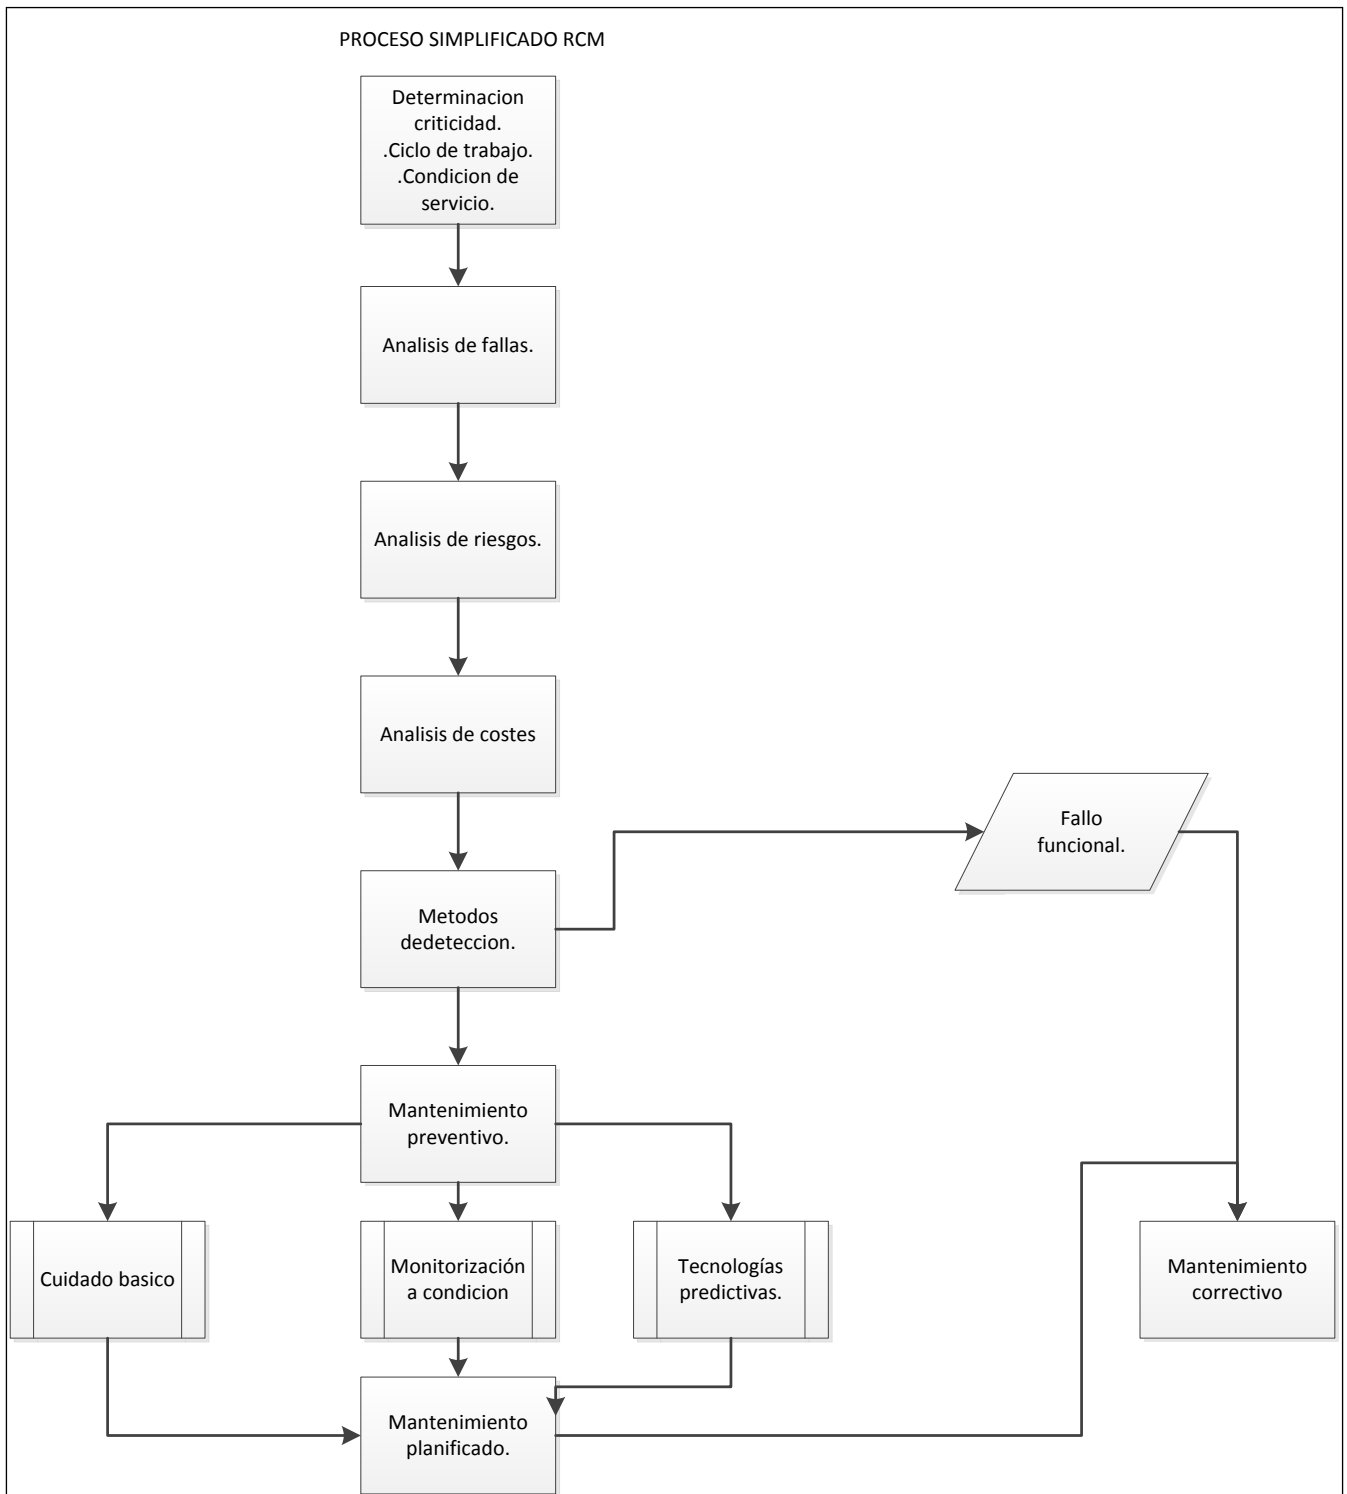 PROCESO SIMPLIFICADO RCM
Determinacion
criticidad.
.Ciclo de trabajo.
.Condicion de
servicio.
Analisis de fallas.
Analisis de riesgos.
Analisis de costes
Fallo
funcional.
Metodos
dedeteccion.
Mantenimiento
preventivo.
Cuidado basico
Monitorización
a condicion
Tecnologías
predictivas.
Mantenimiento
correctivo
Mantenimiento
planificado.